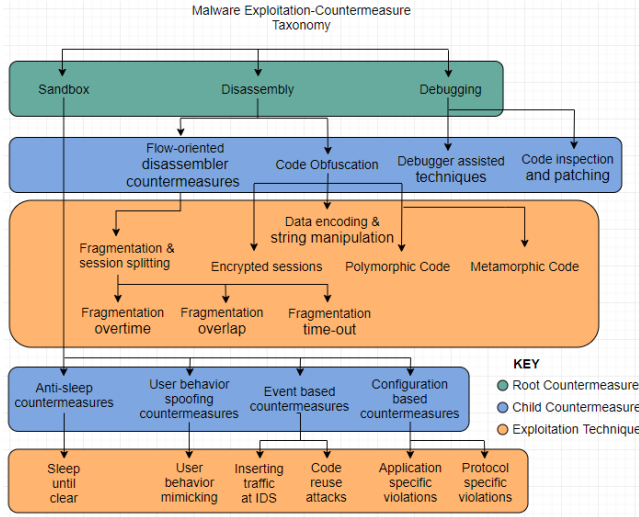 Malware Exploitation-Countermeasure
Taxonomy
Sandbox
Disassembly
Debugging
Flow-oriented
disassembler
countermeasures
Code Obfuscation
Debugger assisted
techniques
Code inspection
and patching
Data encoding &
string manipulation
Fragmentation &
session splitting
Encrypted sessions
Polymorphic Code
Metamorphic Code
Fragmentation
overtime
Fragmentation
overlap
Fragmentation
time-out
KEY
Root Countermeasure
Child Countermeasure
Exploitation Technique
Anti-sleep
countermeasures
User behavior
spoofing
countermeasures
Event based
countermeasures
Configuration
based
countermeasures
Sleep
until
clear
User
behavior
mimicking
Inserting
traffic
at IDS
Code
reuse
attacks
Application
specific
violations
Protocol
specific
violations